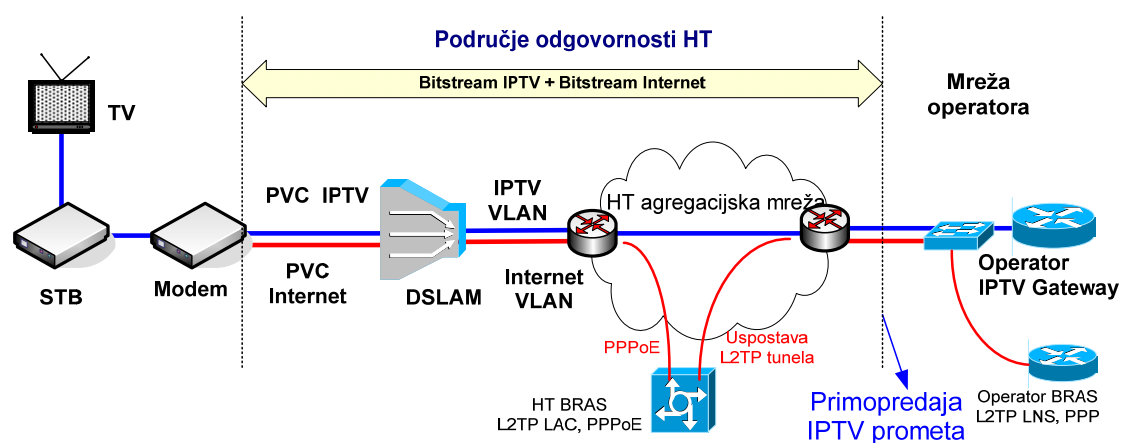 Područje odgovornosti HT
Bitstream IPTV + Bitstream Internet
Mreža
operatora
TV
PVC IPTV
IPTV
VLAN
HT agregacijska mreža
STB
Modem
PVC
Internet
DSLAM
Internet
VLAN
Operator
IPTV Gateway
PPPoE
Uspostava
L2TP tunela
HT BRAS
L2TP LAC, PPPoE
Primopredaja
IPTV prometa
Operator BRAS
L2TP LNS, PPP